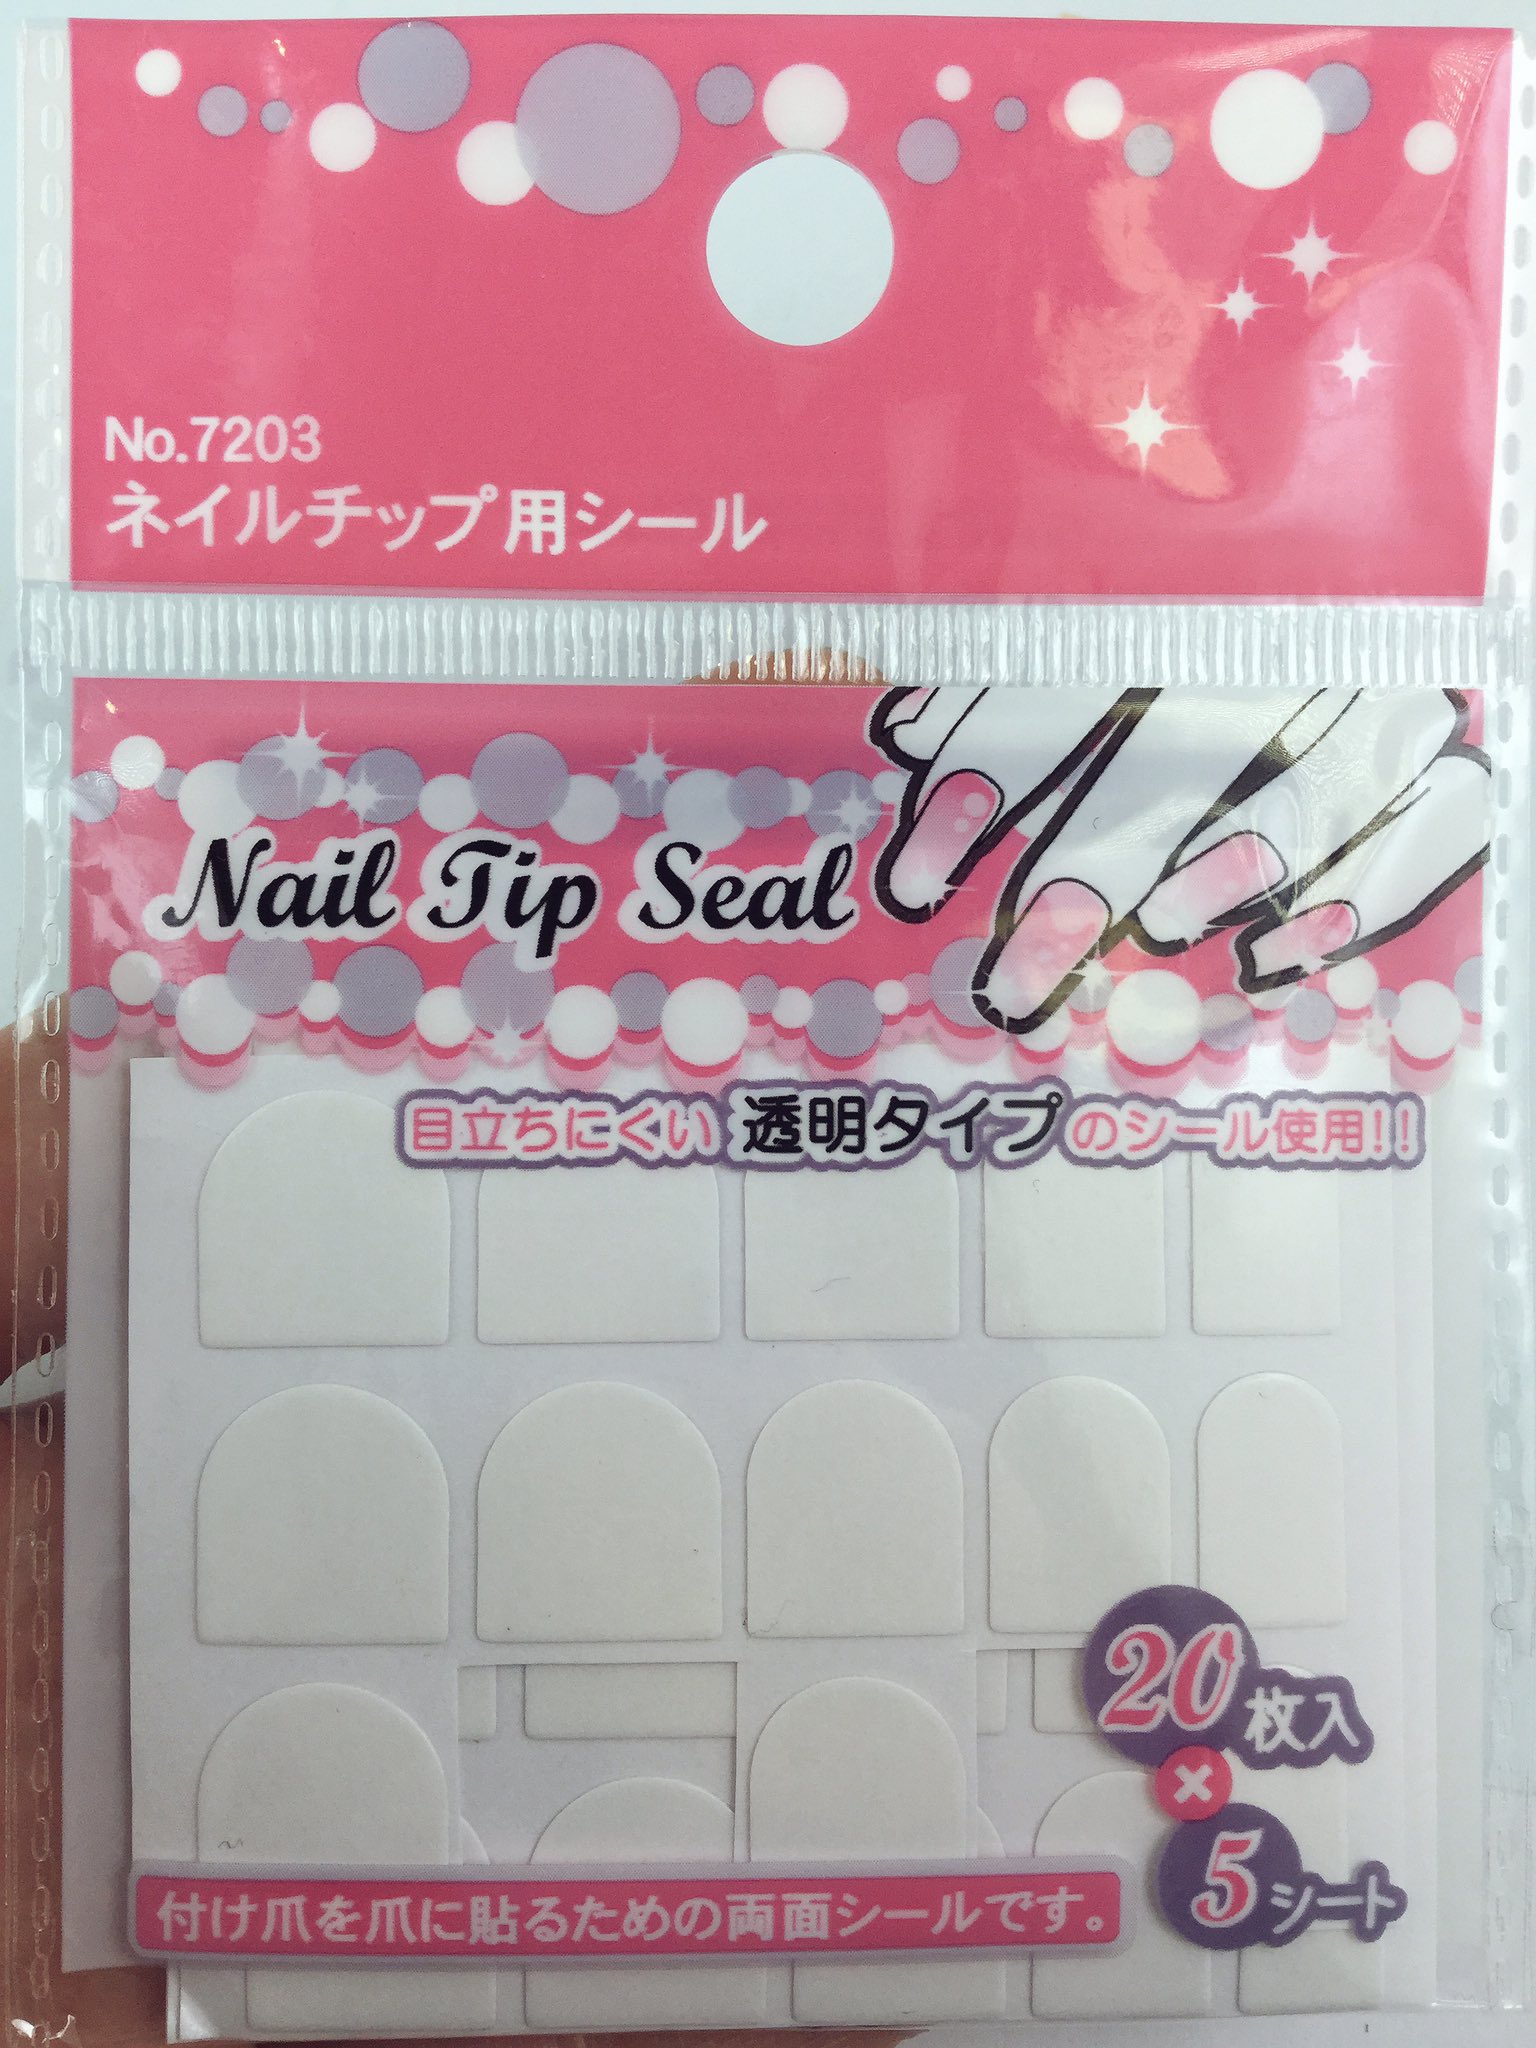 No.7203
ネイルチップ用シール
Nail Tip Seal
目立ちにくい透明タイプのシール使用!!
20枚入
×
5シート
付け爪を爪に貼るための両面シールです。